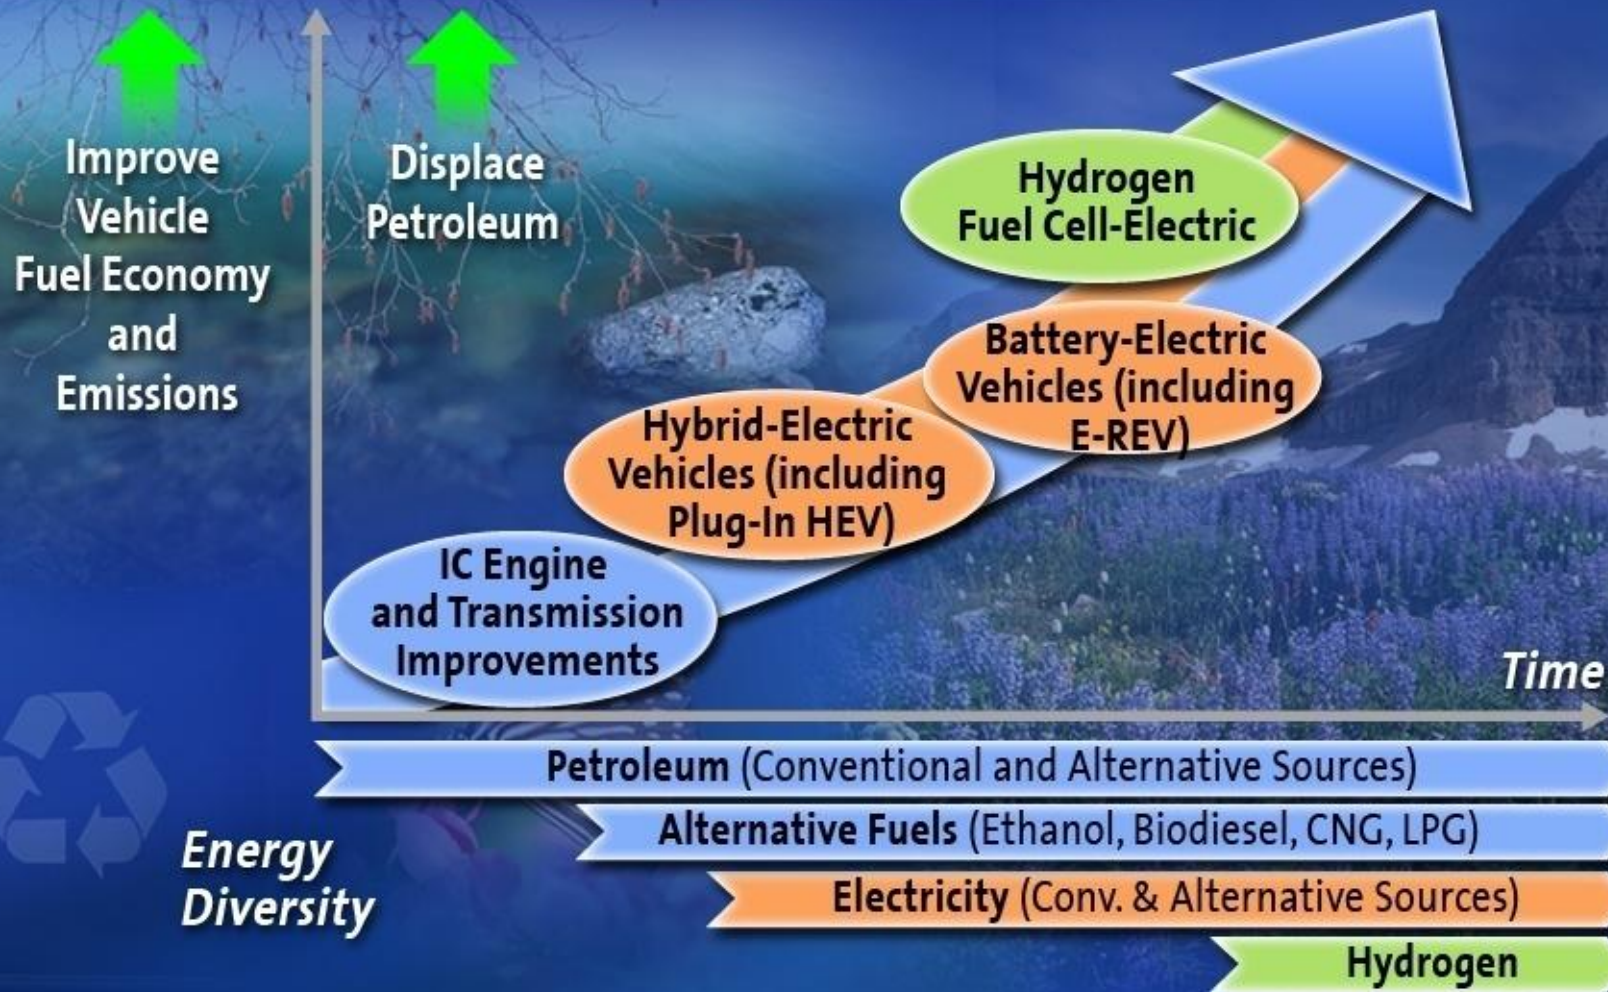 Improve
Vehicle
Fuel Economy
and
Emissions
Displace
Petroleum
Hydrogen
Fuel Cell-Electric
Battery-Electric
Vehicles (including
E-REV)
Hybrid-Electric
Vehicles (including
Plug-In HEV)
IC Engine
and Transmission
Improvements
Time
Petroleum (Conventional and Alternative Sources)
Alternative Fuels (Ethanol, Biodiesel, CNG, LPG)
Energy
Diversity
Electricity (Conv. & Alternative Sources)
Hydrogen